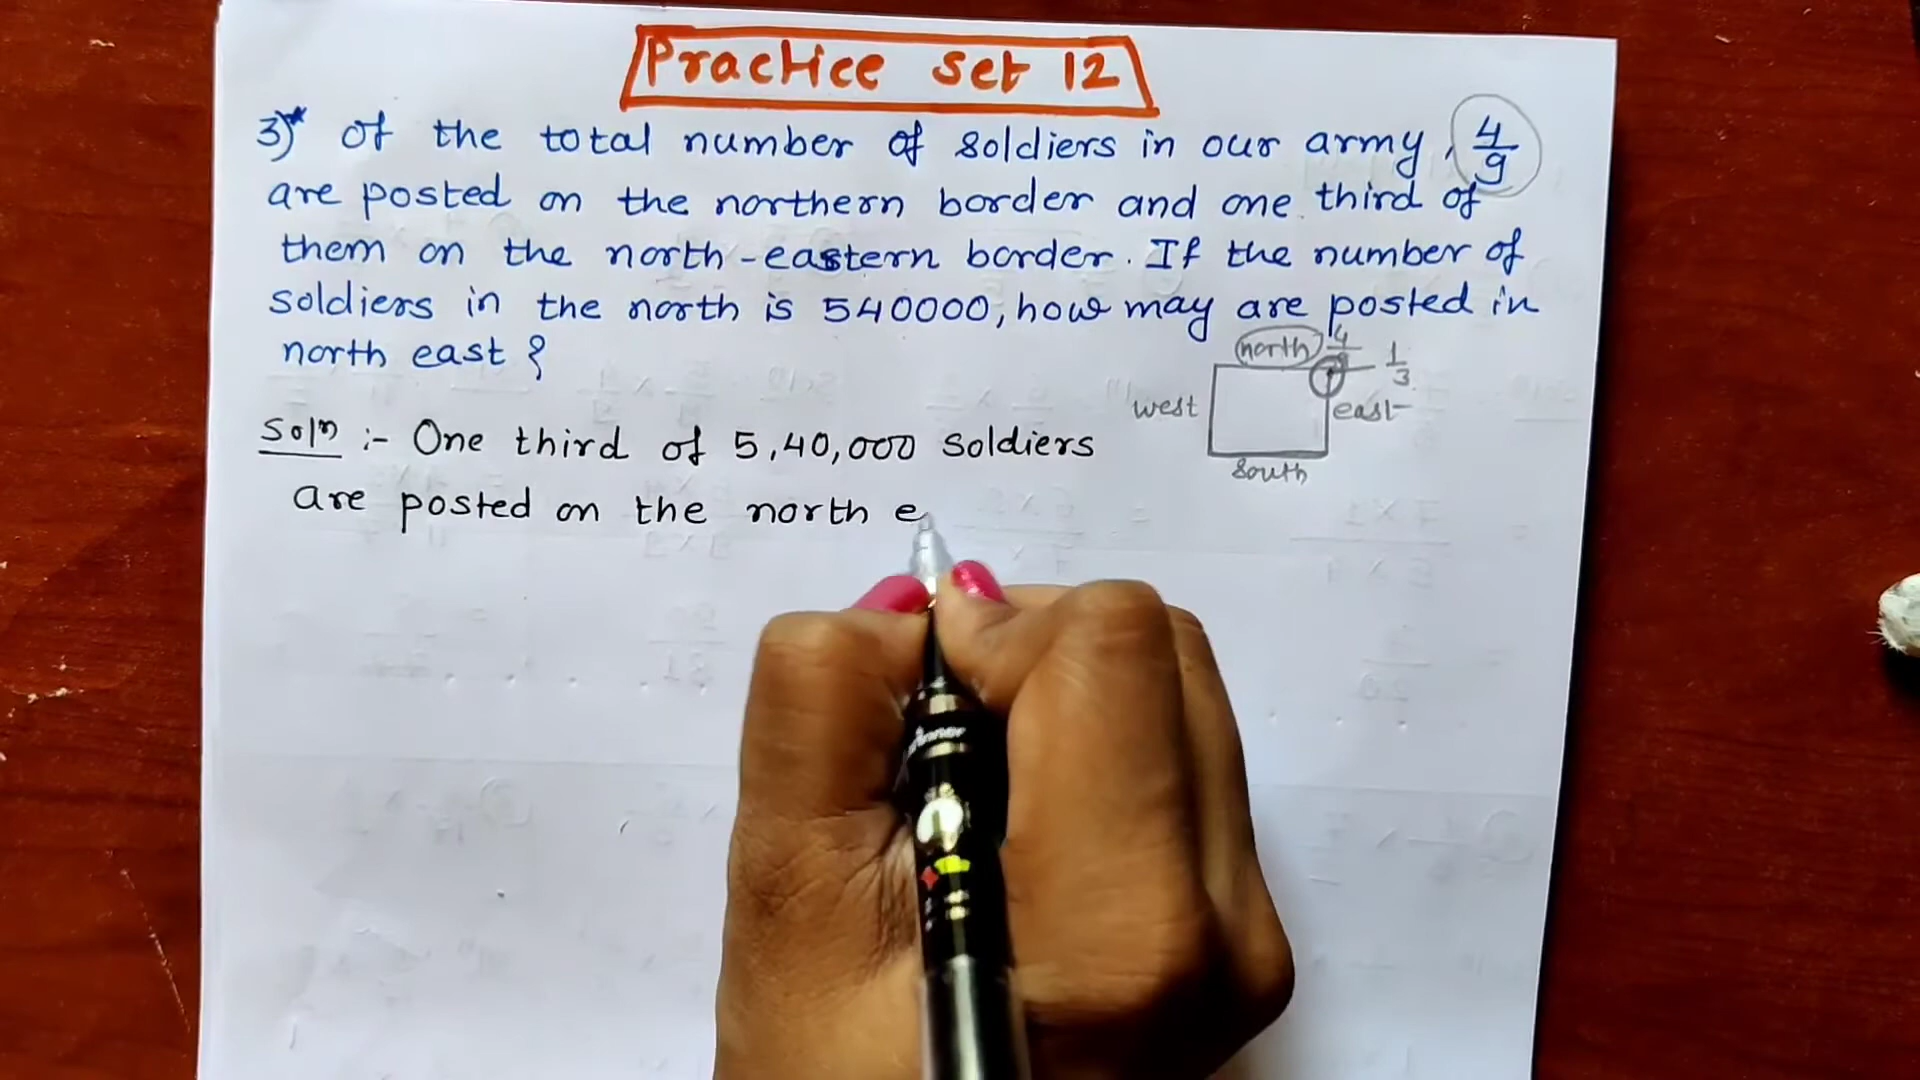 Practice Set 12
3)* Of the total number of soldiers in our army, 4/9
are posted on the northern border and one third of
them on the north-eastern border. If the number of
soldiers in the north is 540000, how may are posted in
north east ?
north 4/9 1/3
west east
South
Soln :- One third of 5,40,000 soldiers
are posted on the north e